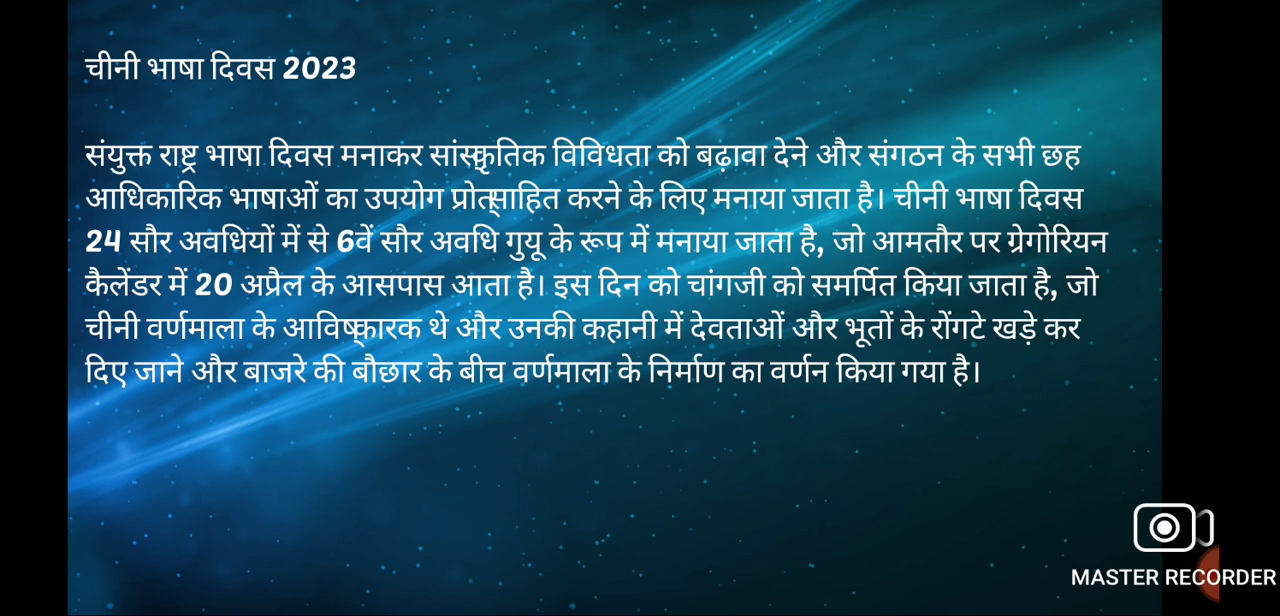 चीनी भाषा दिवस 2023
संयुक्त राष्ट्र भाषा दिवस मनाकर सांस्कृतिक विविधता को बढ़ावा देने और संगठन के सभी छह
आधिकारिक भाषाओं का उपयोग प्रोत्साहित करने के लिए मनाया जाता है। चीनी भाषा दिवस
24 सौर अवधियों में से 6वें सौर अवधि गुयू के रूप में मनाया जाता है, जो आमतौर पर ग्रेगोरियन
कैलेंडर में 20 अप्रैल के आसपास आता है। इस दिन को चांगजी को समर्पित किया जाता है, जो
चीनी वर्णमाला के आविष्कारक थे और उनकी कहानी में देवताओं और भूतों के रोंगटे खड़े कर
दिए जाने और बाजरे की बौछार के बीच वर्णमाला के निर्माण का वर्णन किया गया है।
MASTER RECORDER